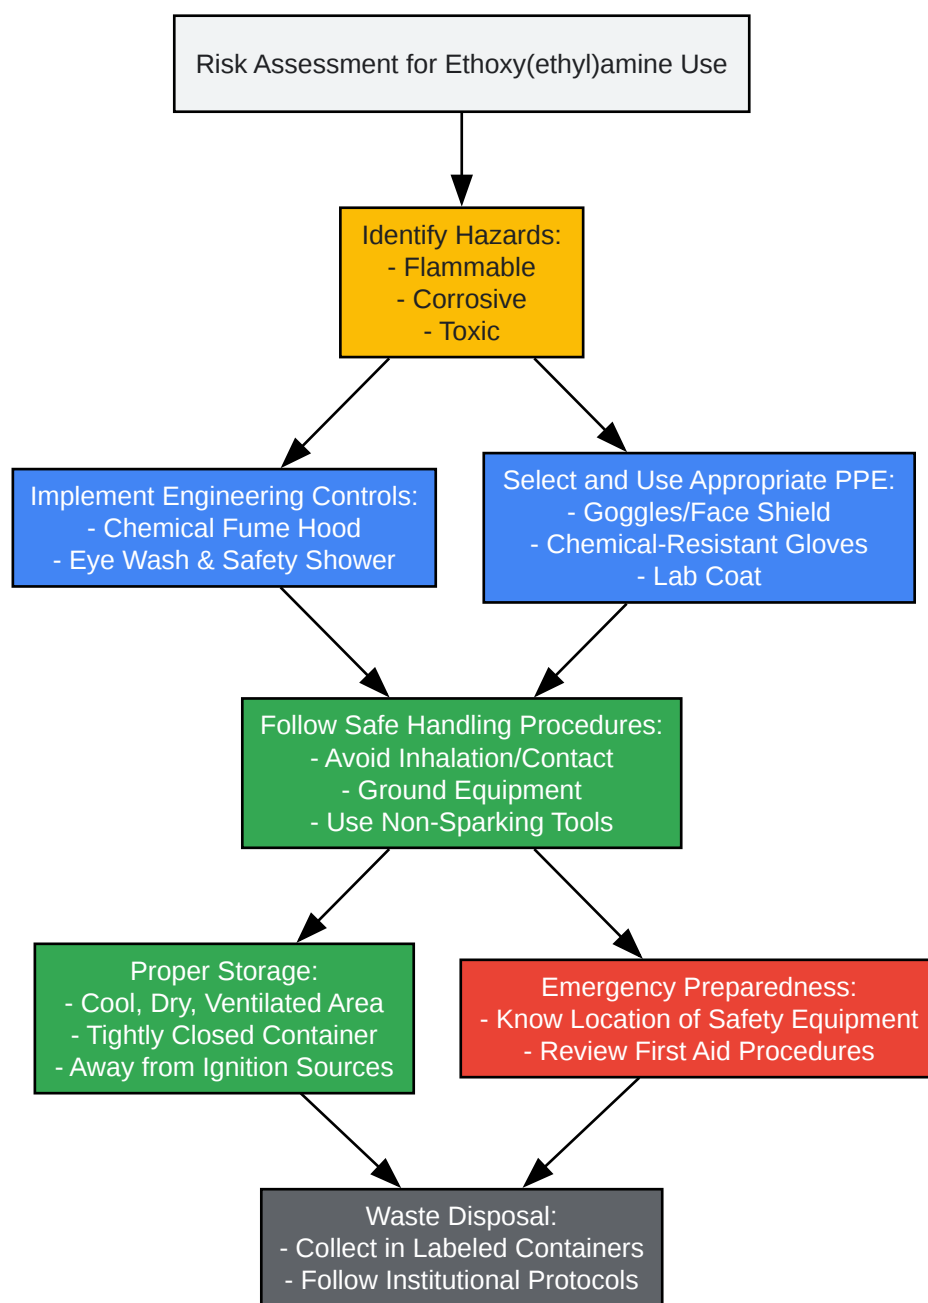 Risk Assessment for Ethoxy(ethyl)amine Use
Identify Hazards:
- Flammable
- Corrosive
- Toxic
Implement Engineering Controls:
- Chemical Fume Hood
- Eye Wash & Safety Shower
Select and Use Appropriate PPE:
- Goggles/Face Shield
- Chemical-Resistant Gloves
- Lab Coat
Follow Safe Handling Procedures:
- Avoid Inhalation/Contact
- Ground Equipment
- Use Non-Sparking Tools
Proper Storage:
- Cool, Dry, Ventilated Area
- Tightly Closed Container
- Away from Ignition Sources
Emergency Preparedness:
- Know Location of Safety Equipment
- Review First Aid Procedures
Waste Disposal:
- Collect in Labeled Containers
- Follow Institutional Protocols